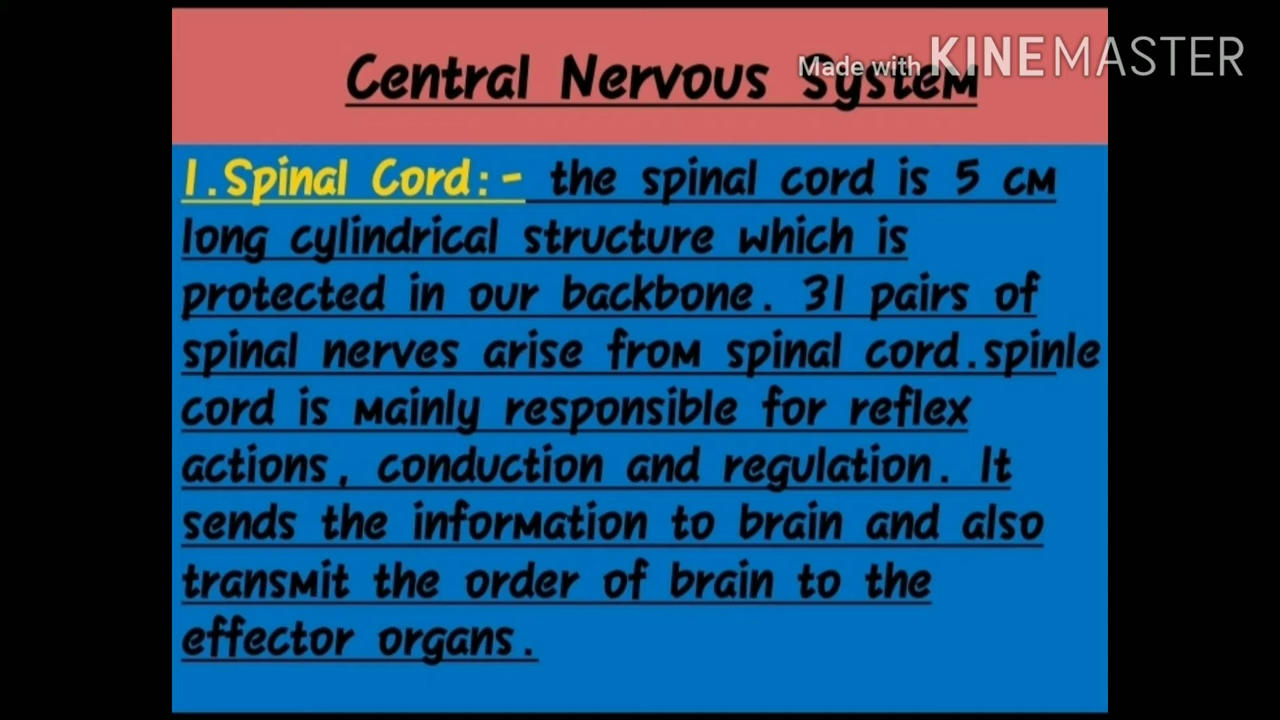 Made with KINEMASTER
Central Nervous System
1.Spinal Cord:- the spinal cord is 5 cm
long cylindrical structure which is
protected in our backbone. 31 pairs of
spinal nerves arise from spinal cord.spinle
cord is mainly responsible for reflex
actions, conduction and regulation. It
sends the information to brain and also
transmit the order of brain to the
effector organs.